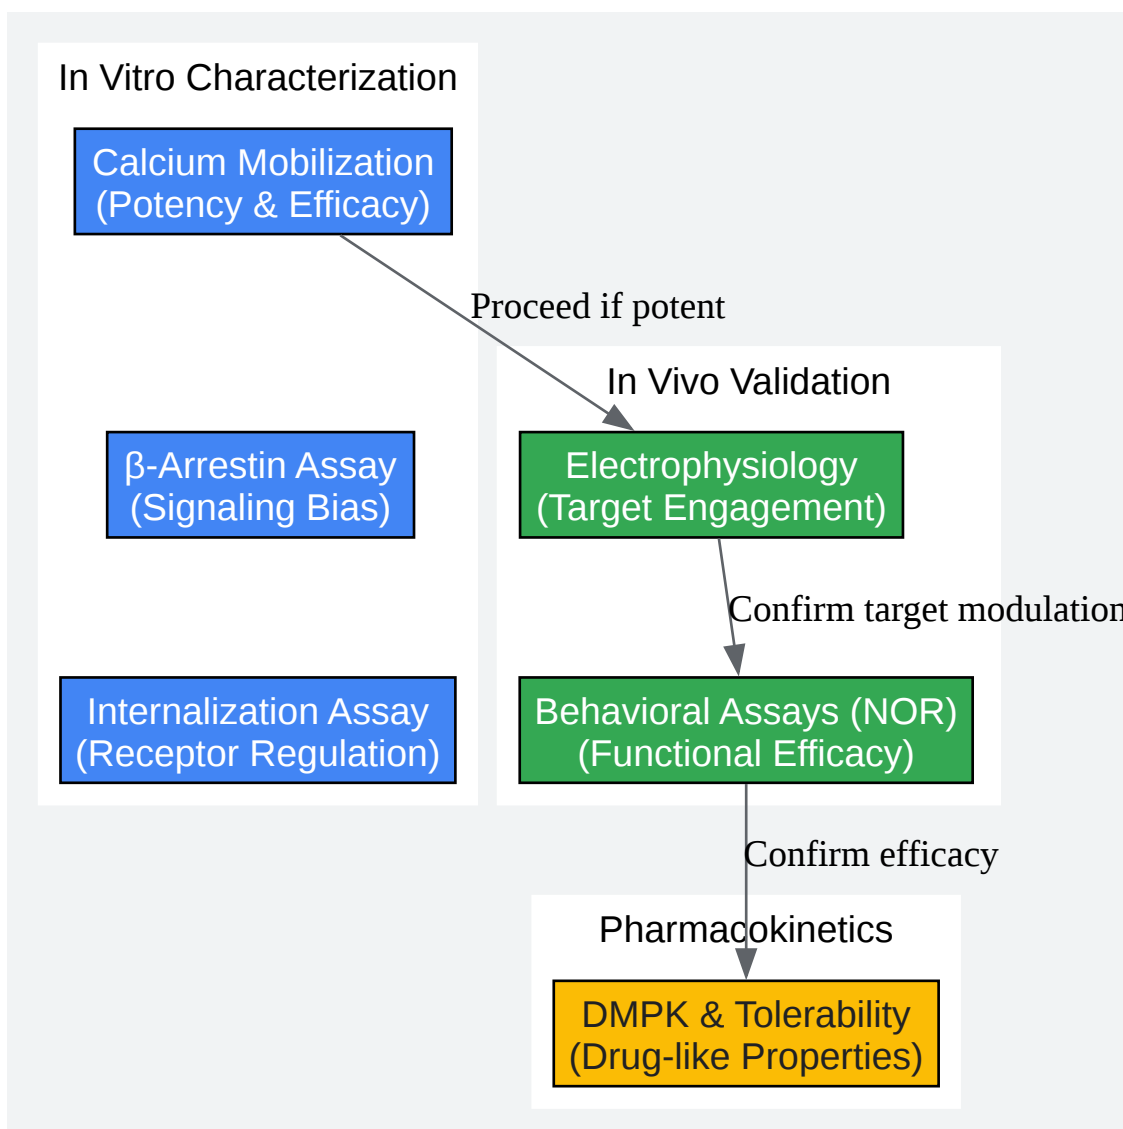 In Vitro Characterization
Calcium Mobilization
(Potency & Efficacy)
Proceed if potent
In Vivo Validation
β-Arrestin Assay
(Signaling Bias)
Electrophysiology
(Target Engagement)
Confirm target modulation
Internalization Assay
(Receptor Regulation)
Behavioral Assays (NOR)
(Functional Efficacy)
Confirm efficacy
Pharmacokinetics
DMPK & Tolerability
(Drug-like Properties)